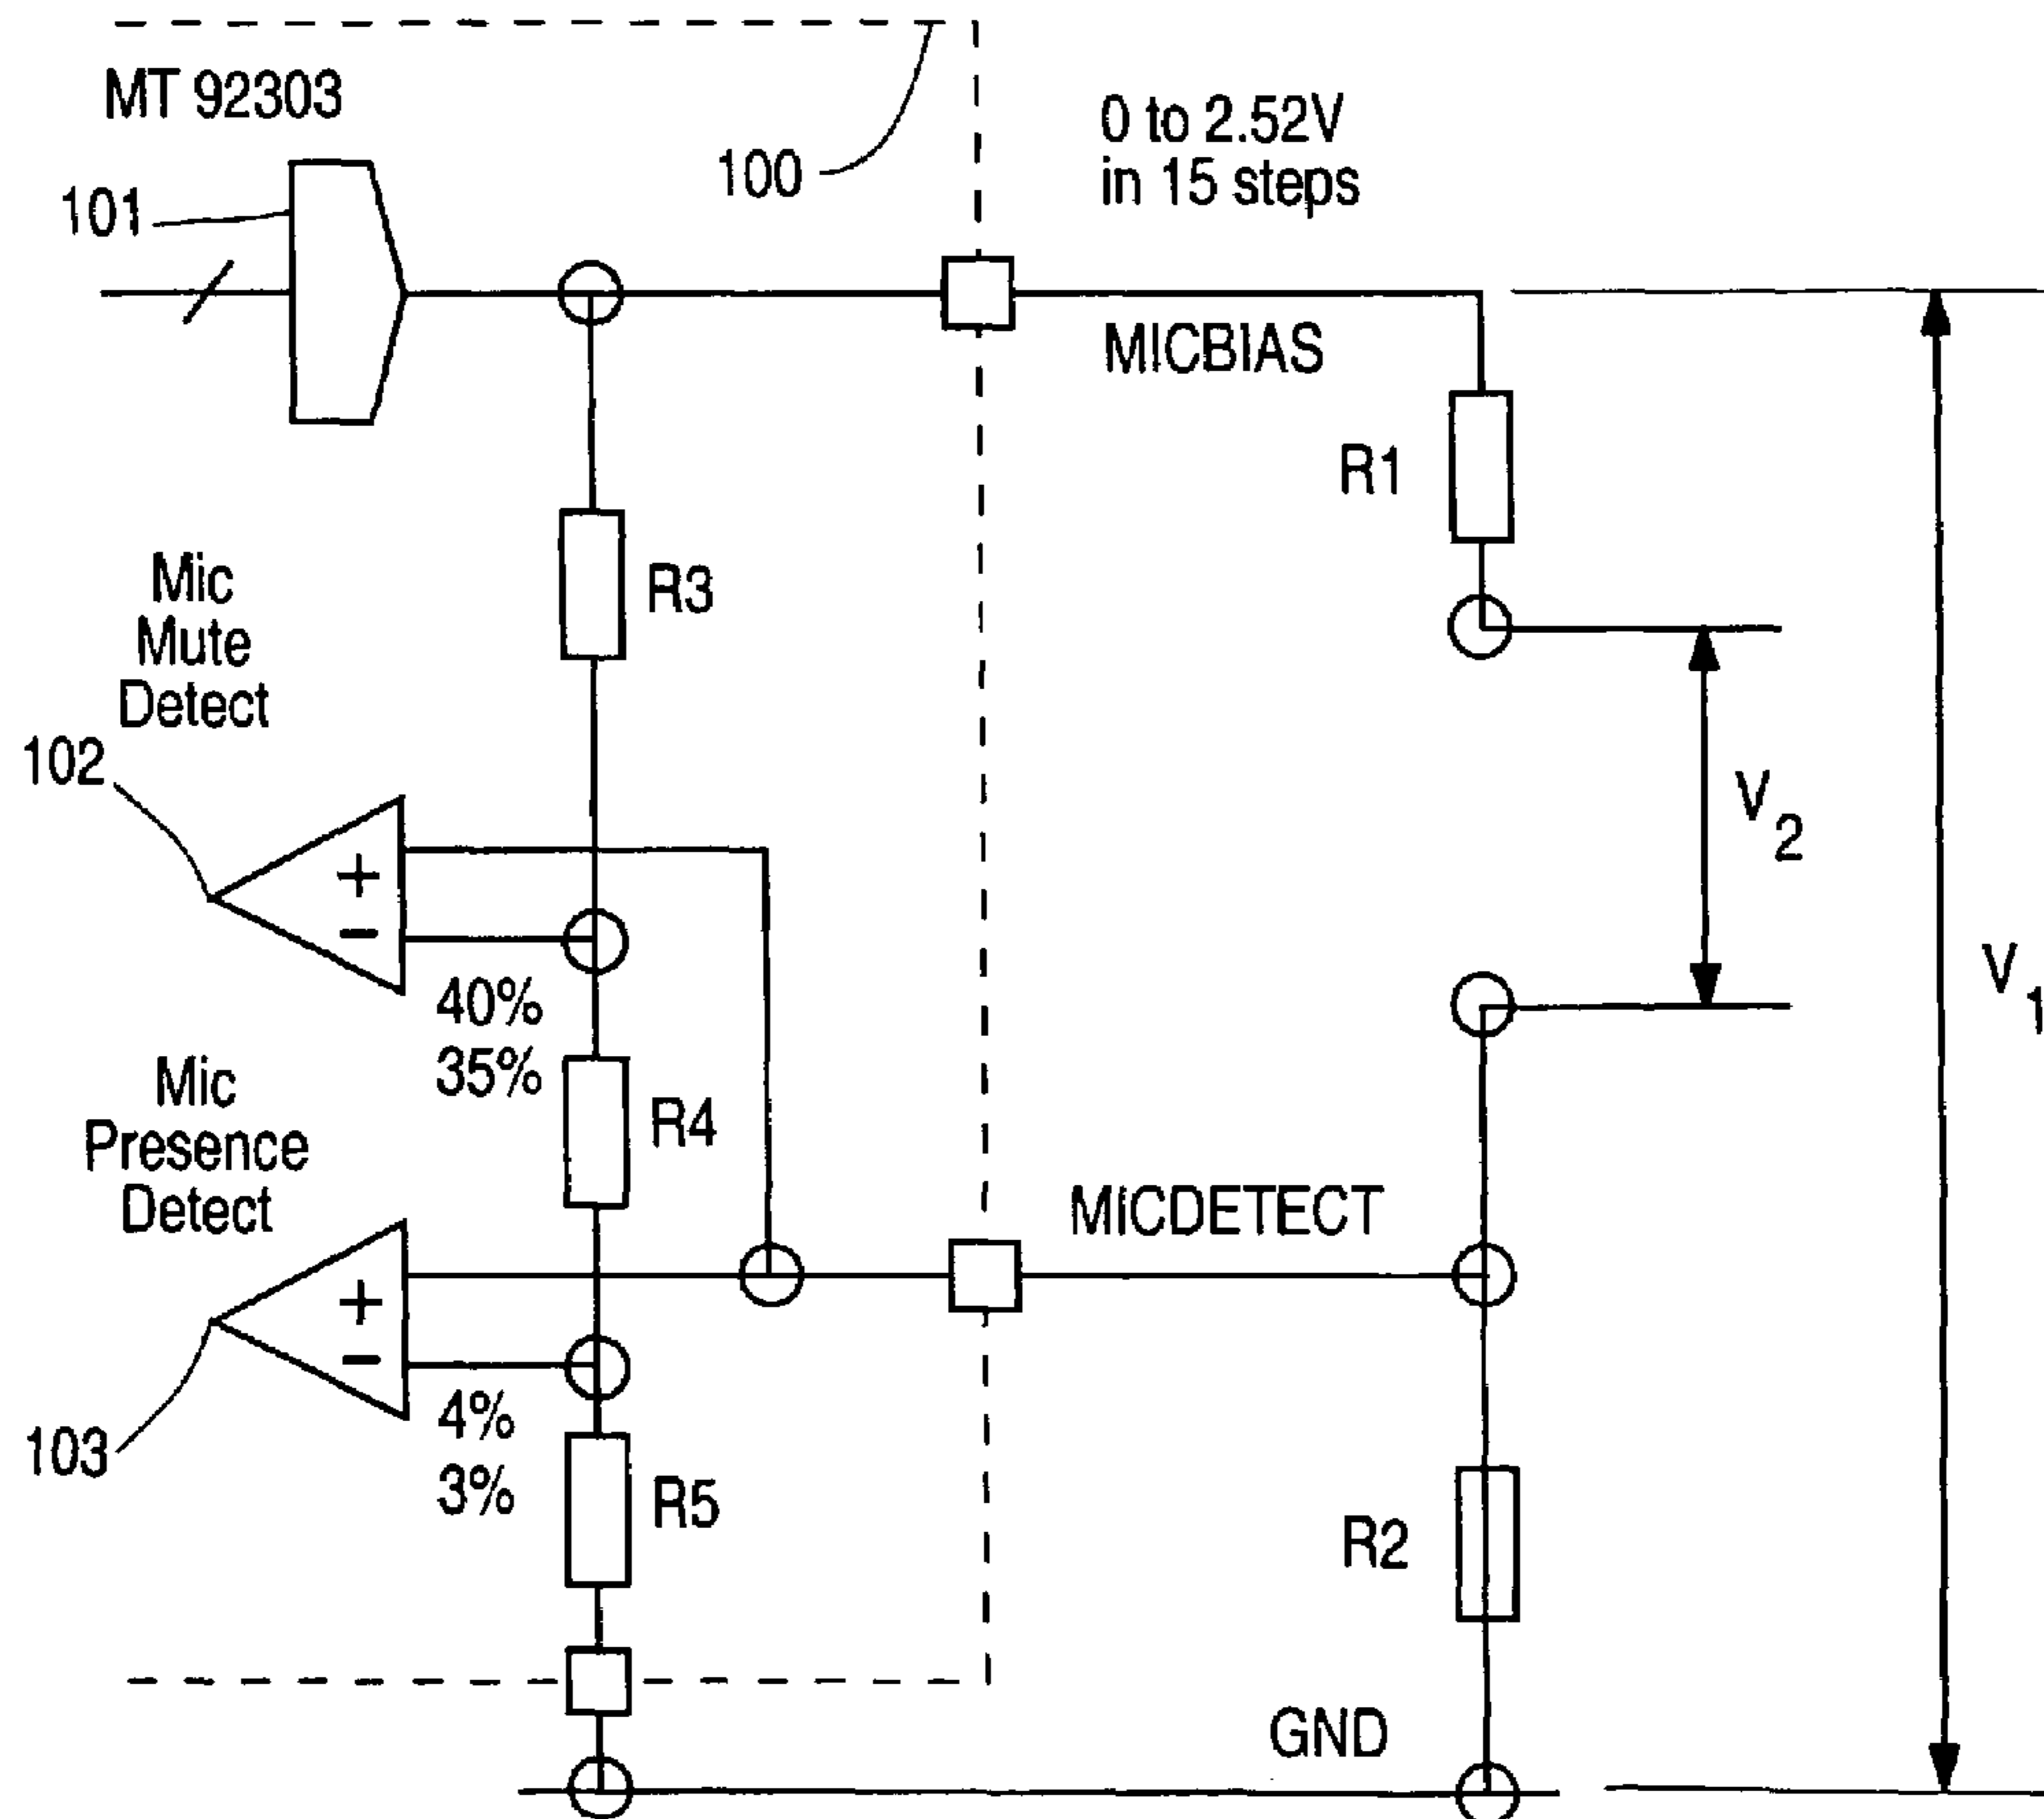 MT 92303
100
0 to 2.52V
in 15 steps
101
MICBIAS
R1
R3
Mic
Mute
Detect
102
+
−
40%
35%
V2
V1
Mic
Presence
Detect
R4
MICDETECT
+
−
4%
3%
103
R5
R2
GND